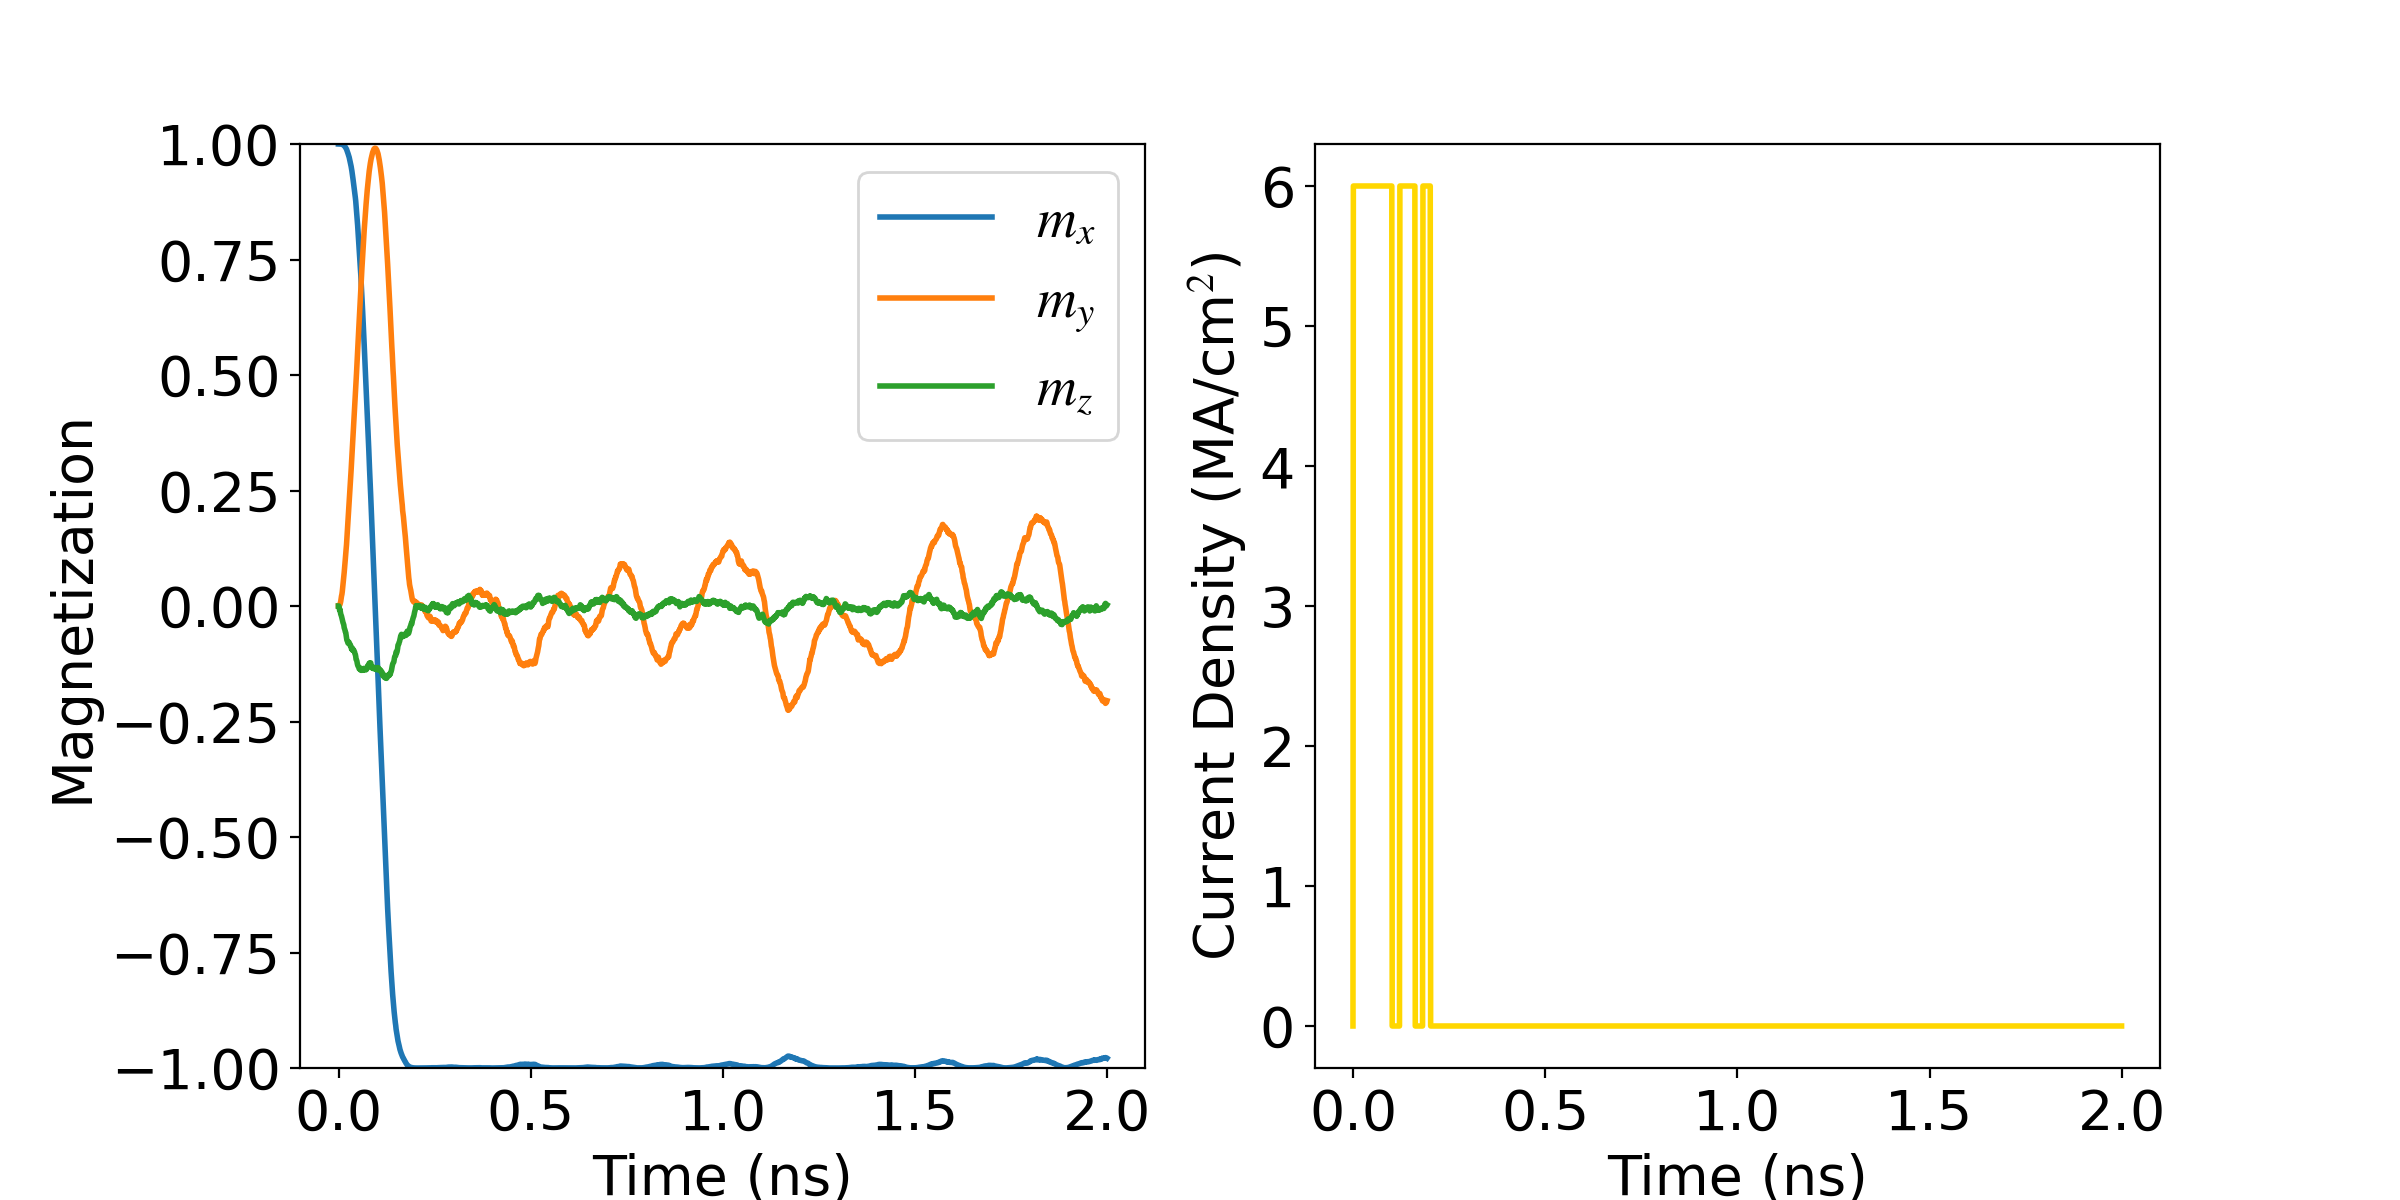 1.00
0.75
0.50
0.25
0.00
−0.25
−0.50
−0.75
−1.00
Magnetization
0.0 0.5 1.0 1.5 2.0
Time (ns)
m_x
m_y
m_z
6
5
4
3
2
1
0
Current Density (MA/cm²)
0.0 0.5 1.0 1.5 2.0
Time (ns)